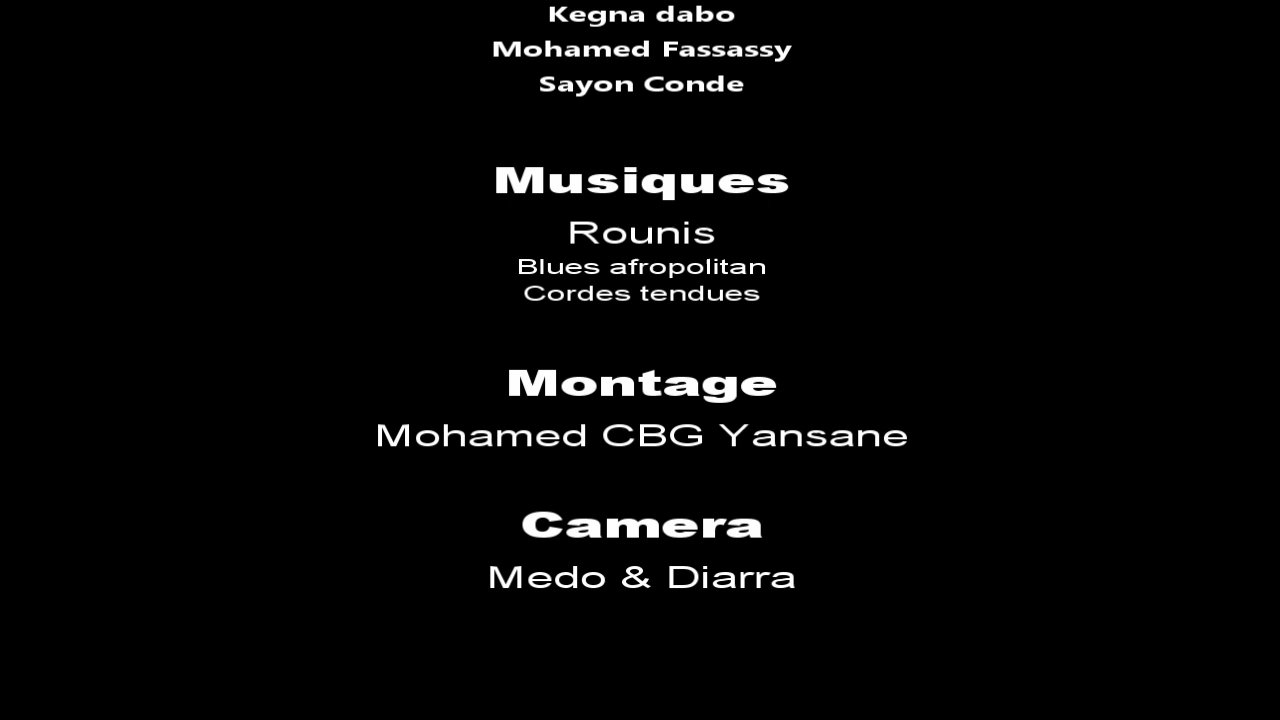 Kegna dabo
Mohamed Fassassy
Sayon Conde
Musiques
Rounis
Blues afropolitan
Cordes tendues
Montage
Mohamed CBG Yansane
Camera
Medo & Diarra